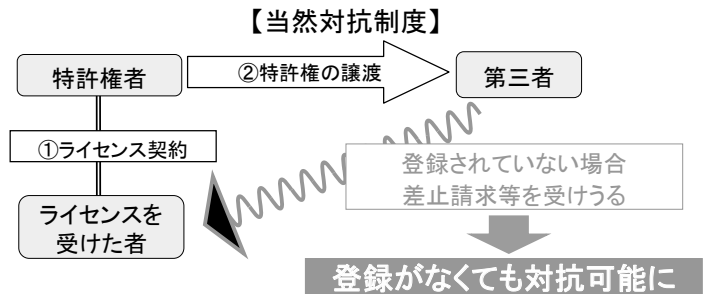 【当然対抗制度】
特許権者
②特許権の譲渡
第三者
①ライセンス契約
登録されていない場合
差止請求等を受けうる
ライセンスを
受けた者
登録がなくても対抗可能に